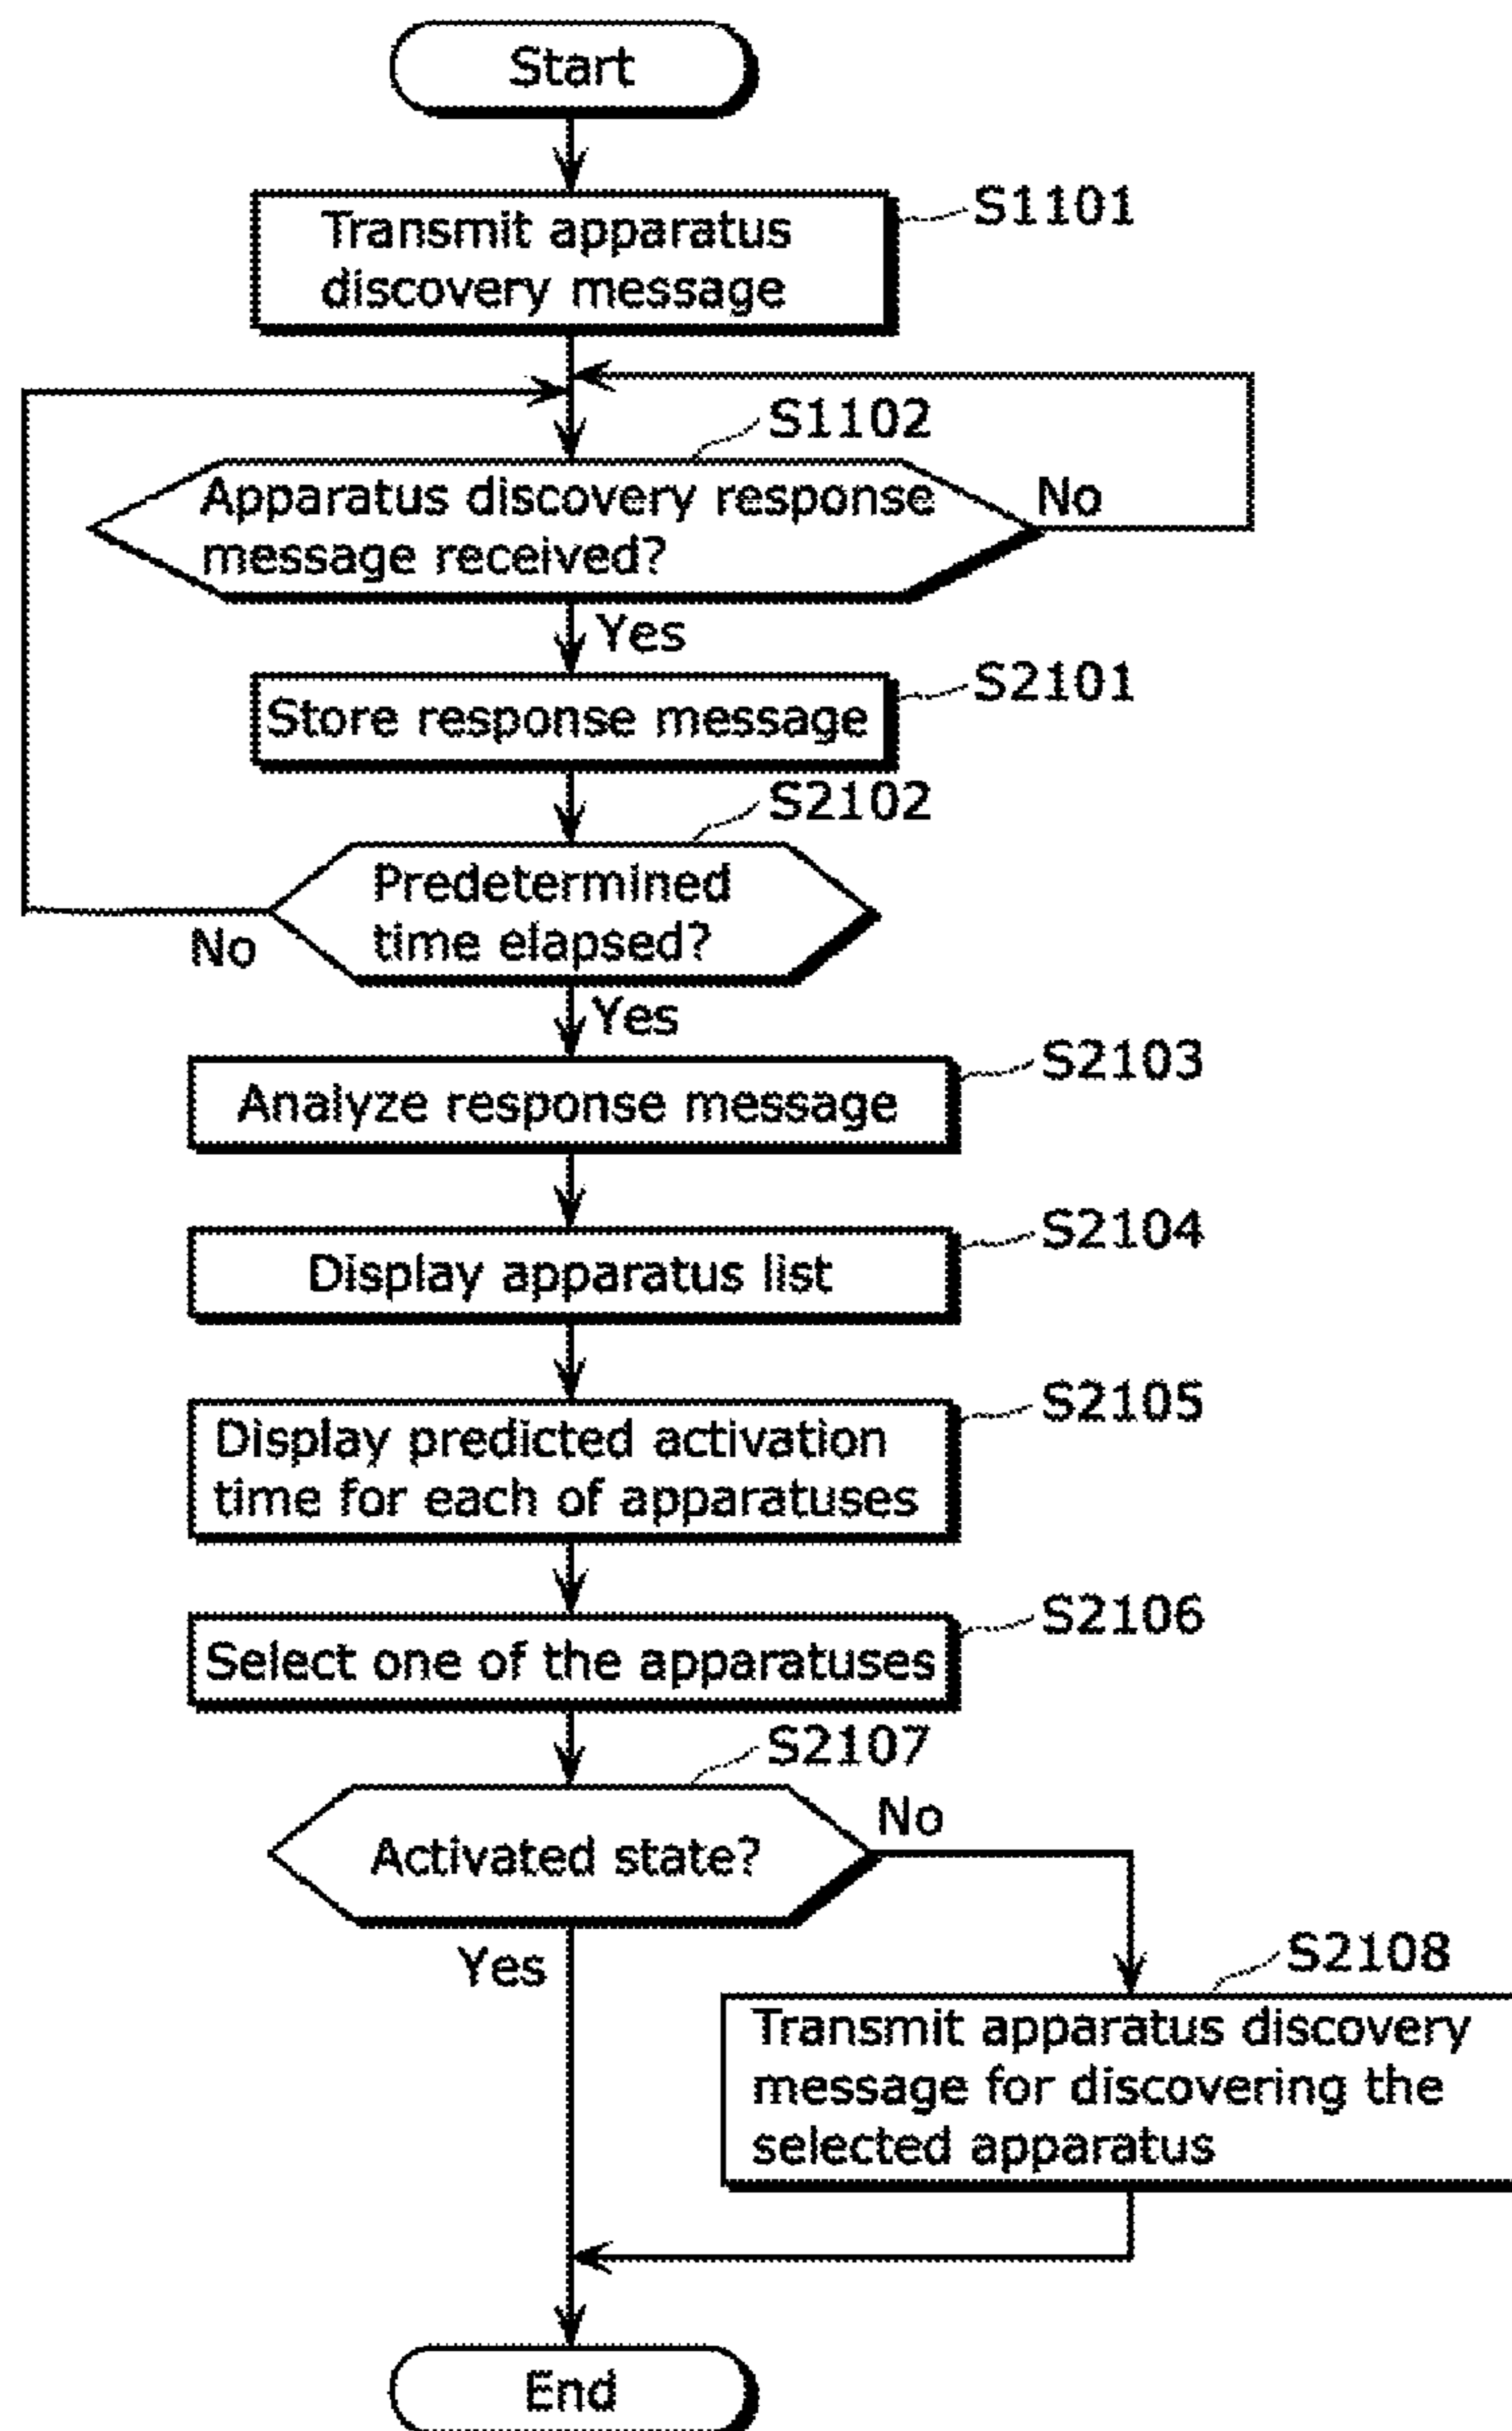 Start
S1101
Transmit apparatus
discovery message
S1102
Apparatus discovery response
message received?
No
Yes
S2101
Store response message
S2102
Predetermined
time elapsed?
No
Yes
S2103
Analyze response message
S2104
Display apparatus list
S2105
Display predicted activation
time for each of apparatuses
S2106
Select one of the apparatuses
S2107
No
Activated state?
Yes
S2108
Transmit apparatus discovery
message for discovering the
selected apparatus
End